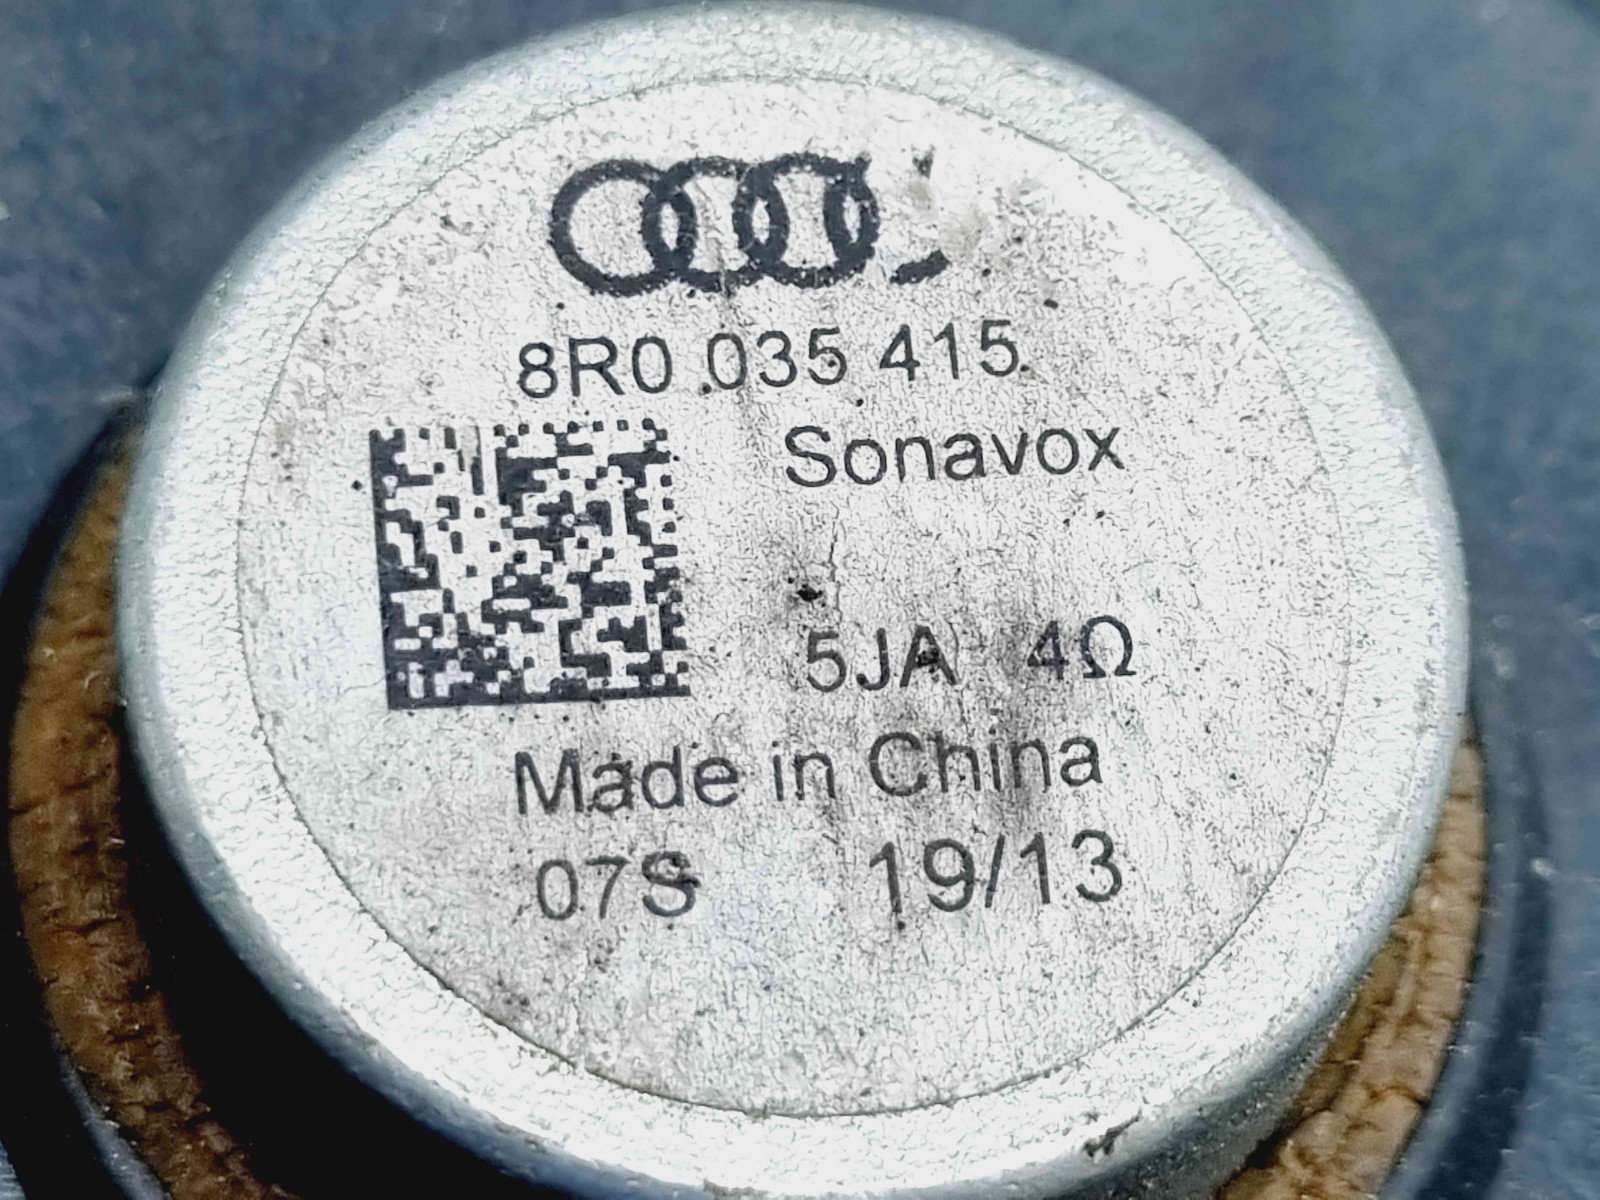 8R0 035 415
Sonavox
5JA 4Ω
Made in China
07S 19/13